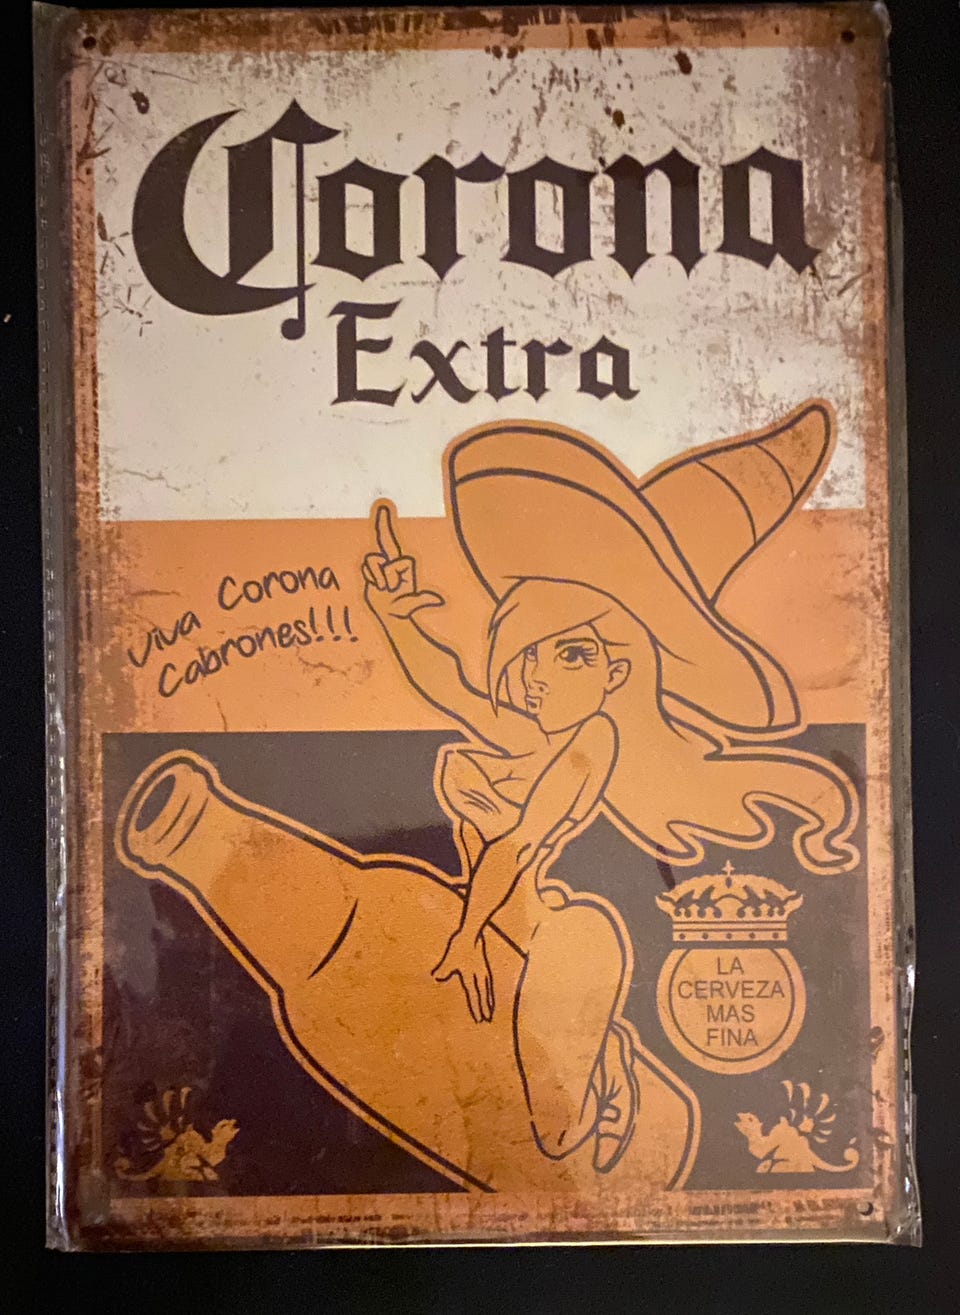 Corona
Extra
Viva Corona
Cabrones!!!
LA
CERVEZA
MAS
FINA